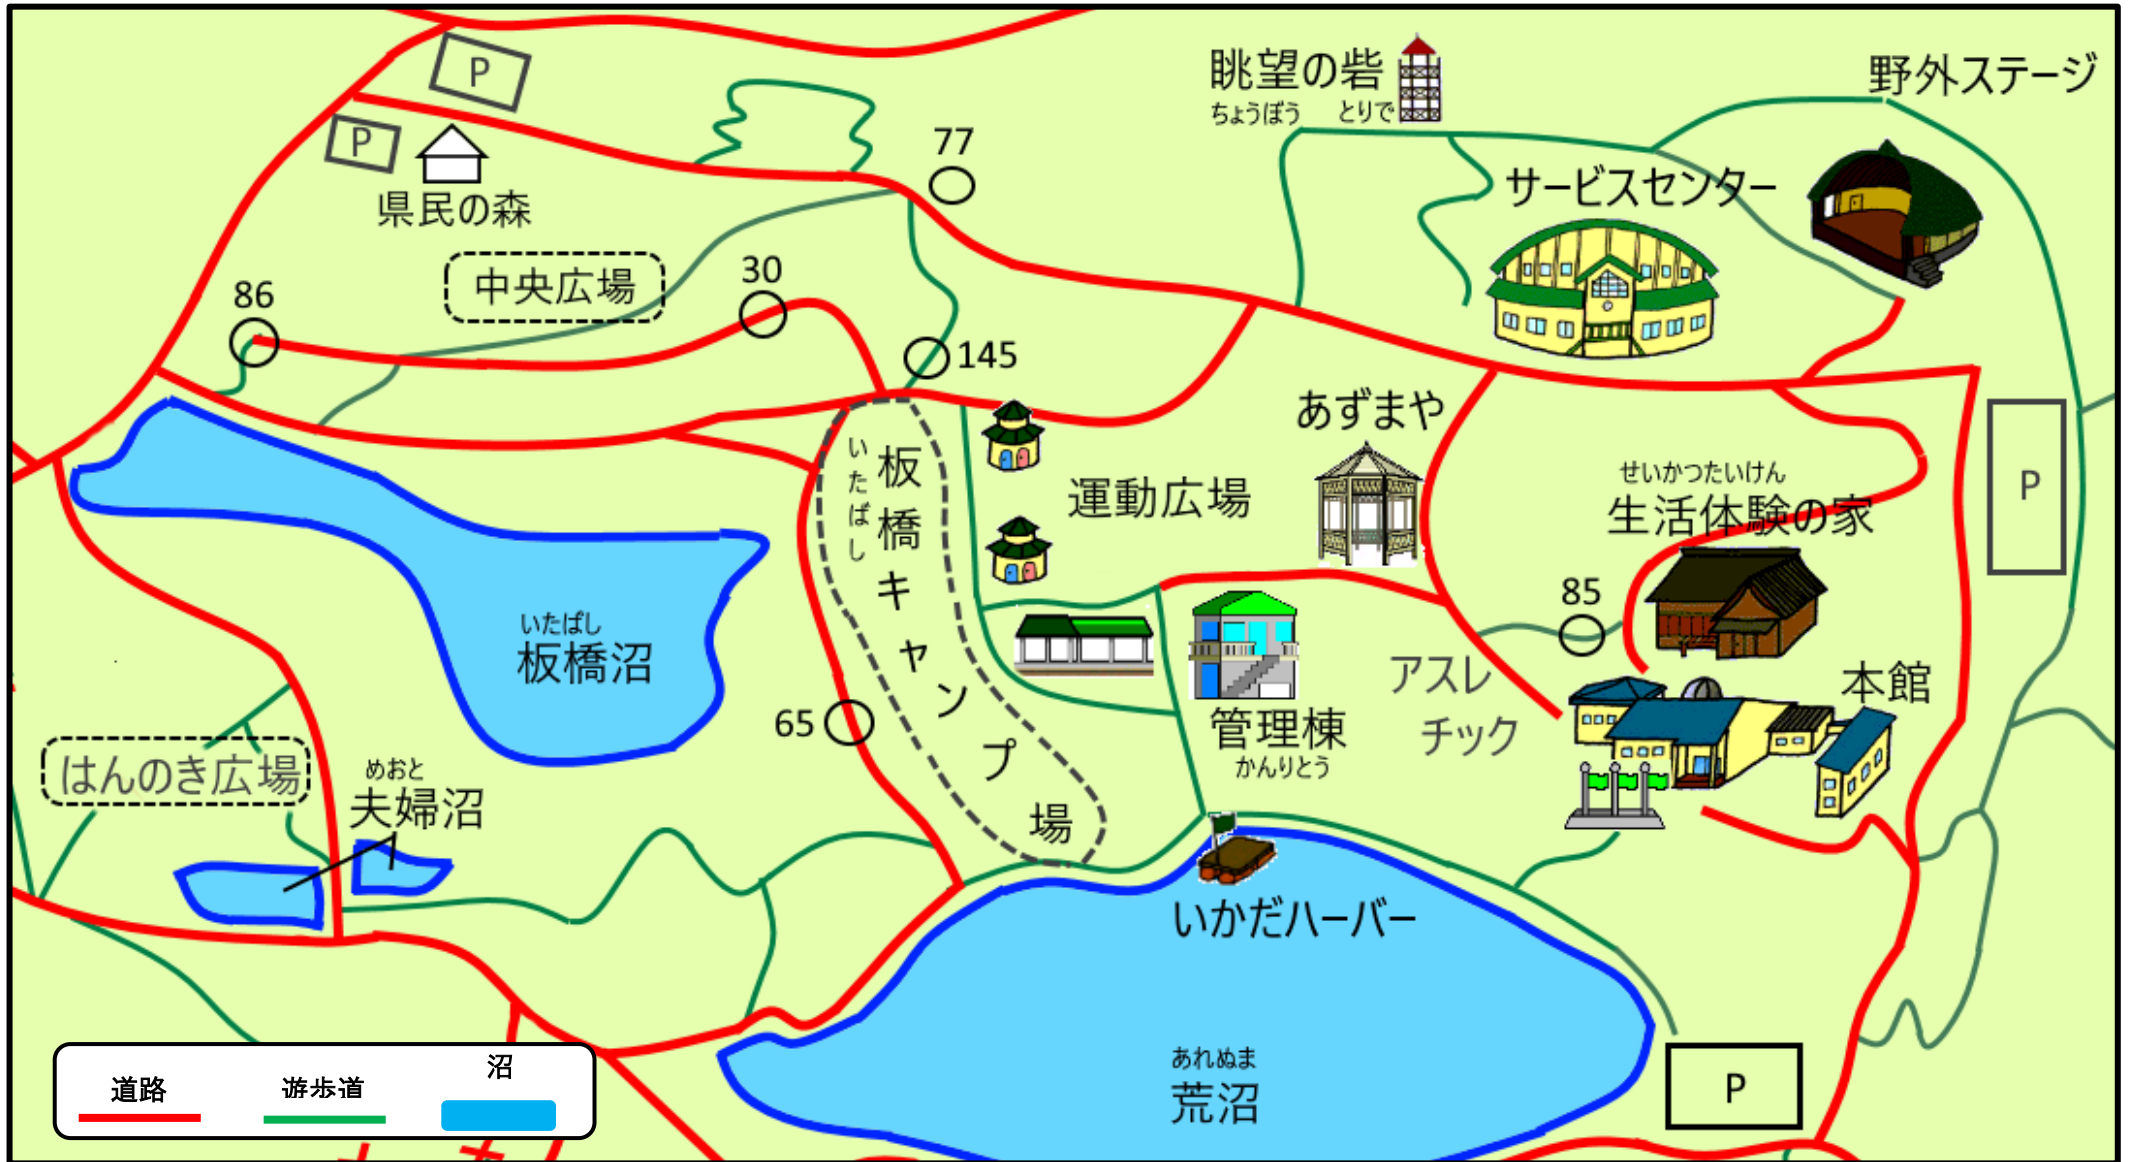 P
P
県民の森
77
眺望の砦
ちょうぼう とりで
野外ステージ
サービスセンター
中央広場
86
30
145
あずまや
いたばし
板橋キャンプ場
運動広場
せいかつたいけん
生活体験の家
P
85
いたばし
板橋沼
65
アスレ
チック
管理棟
かんりとう
本館
はんのき広場
めおと
夫婦沼
いかだハーバー
あれぬま
荒沼
P
道路
遊歩道
沼